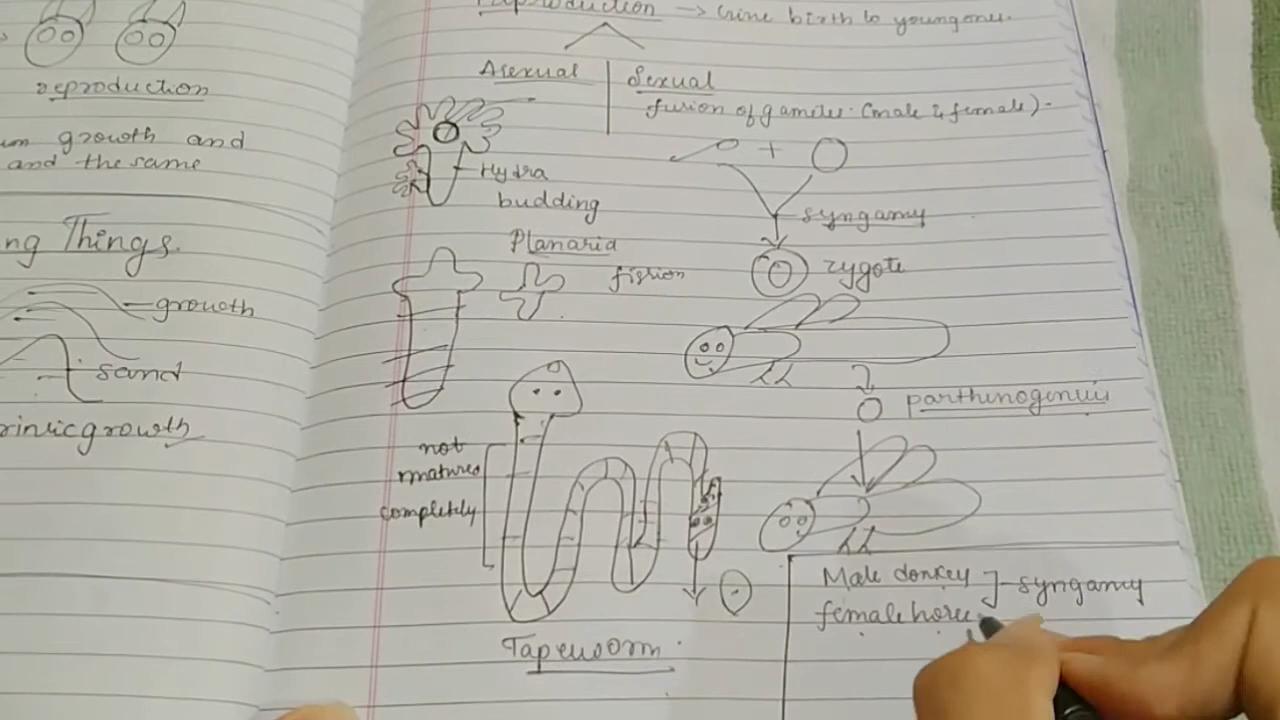 reproduction
growth and
and the same
ng Things.
growth
sand
rinsic growth
Reproduction → Give birth to young ones.
Asexual
Sexual
fusion of gametes. (male & female).
+
Hydra
budding
syngamy
zygote
Planaria
fission
parthenogenesis
not
matured
completely
Tapeworm
Male donkey
female horse
syngamy